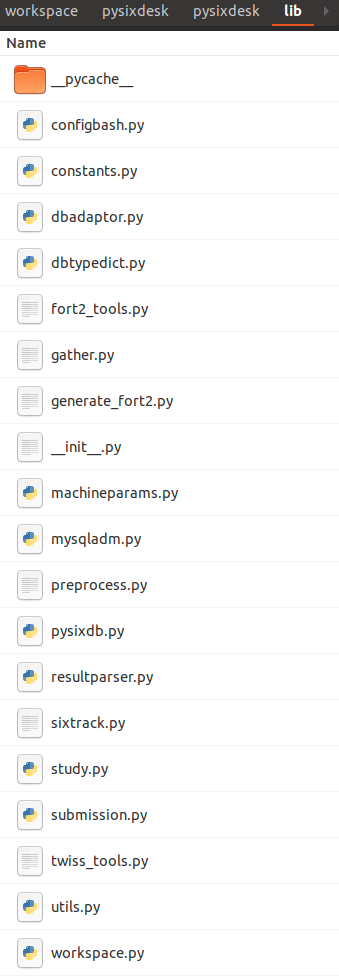 workspace pysixdesk pysixdesk lib
Name
__pycache__
configbash.py
constants.py
dbadaptor.py
dbtypedict.py
fort2_tools.py
gather.py
generate_fort2.py
__init__.py
machineparams.py
mysqladm.py
preprocess.py
pysixdb.py
resultparser.py
sixtrack.py
study.py
submission.py
twiss_tools.py
utils.py
workspace.py